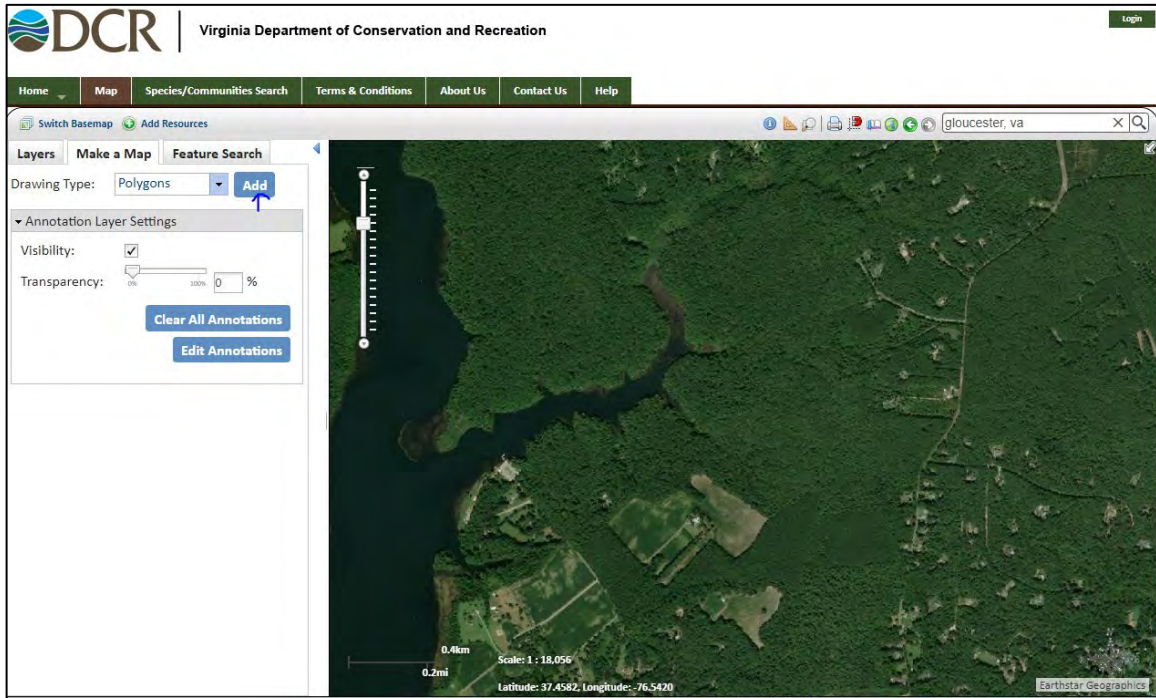 DCR
Virginia Department of Conservation and Recreation
Login
Home Map Species/Communities Search Terms & Conditions About Us Contact Us Help
Switch Basemap Add Resources gloucester, va
Layers Make a Map Feature Search
Drawing Type: Polygons Add
Annotation Layer Settings
Visibility:
Transparency: 0% 100% 0 %
Clear All Annotations
Edit Annotations
0.4km
0.2mi
Scale: 1 : 18,056
Latitude: 37.4582, Longitude: -76.5420
Earthstar Geographics